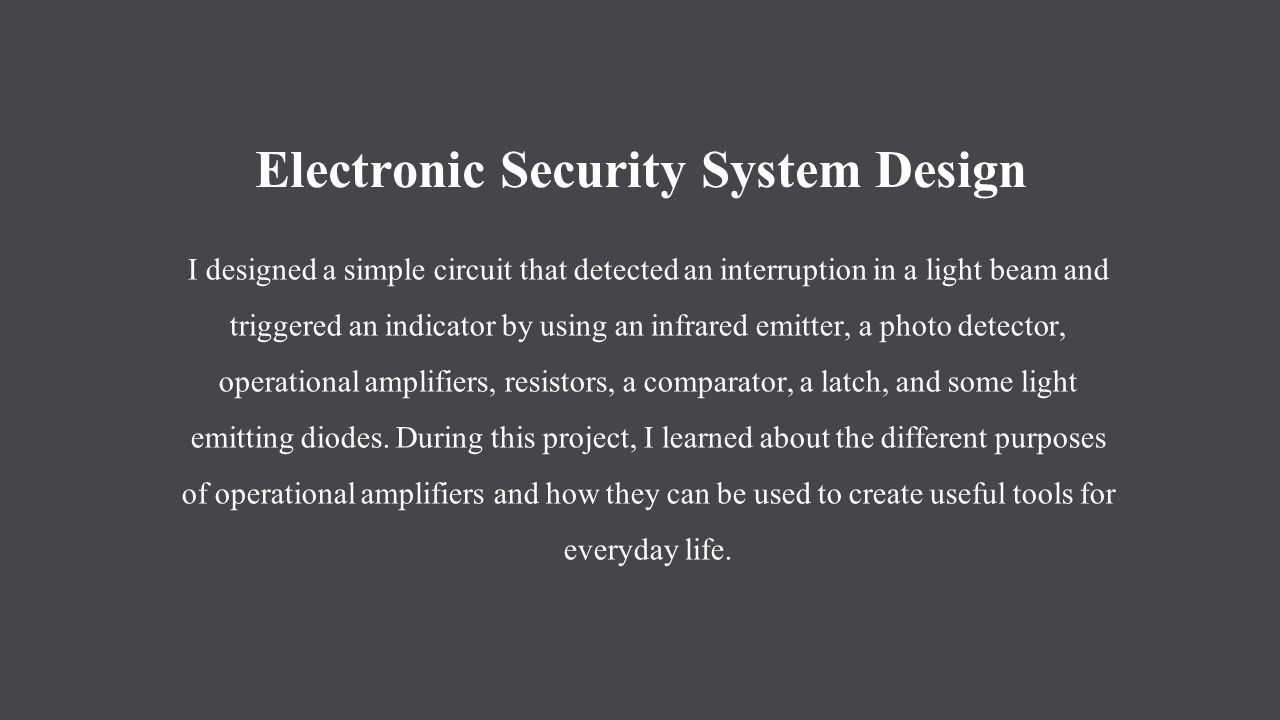 Electronic Security System Design
I designed a simple circuit that detected an interruption in a light beam and
triggered an indicator by using an infrared emitter, a photo detector,
operational amplifiers, resistors, a comparator, a latch, and some light
emitting diodes. During this project, I learned about the different purposes
of operational amplifiers and how they can be used to create useful tools for
everyday life.